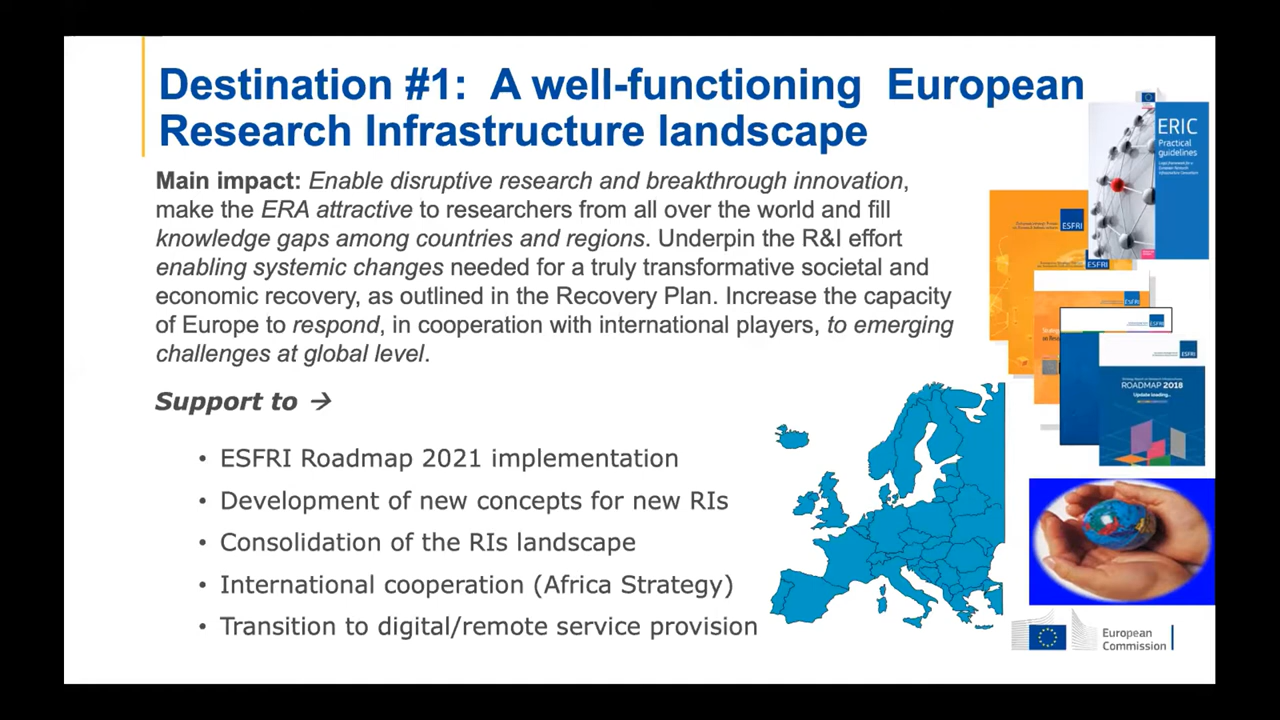 Destination #1: A well-functioning European
Research Infrastructure landscape
Main impact: Enable disruptive research and breakthrough innovation,
make the ERA attractive to researchers from all over the world and fill
knowledge gaps among countries and regions. Underpin the R&I effort
enabling systemic changes needed for a truly transformative societal and
economic recovery, as outlined in the Recovery Plan. Increase the capacity
of Europe to respond, in cooperation with international players, to emerging
challenges at global level.
Support to →
• ESFRI Roadmap 2021 implementation
• Development of new concepts for new RIs
• Consolidation of the RIs landscape
• International cooperation (Africa Strategy)
• Transition to digital/remote service provision
ERIC
Practical
guidelines
ESFRI
ESFRI
ESFRI
ESFRI
ROADMAP 2018
Update loading...
European
Commission